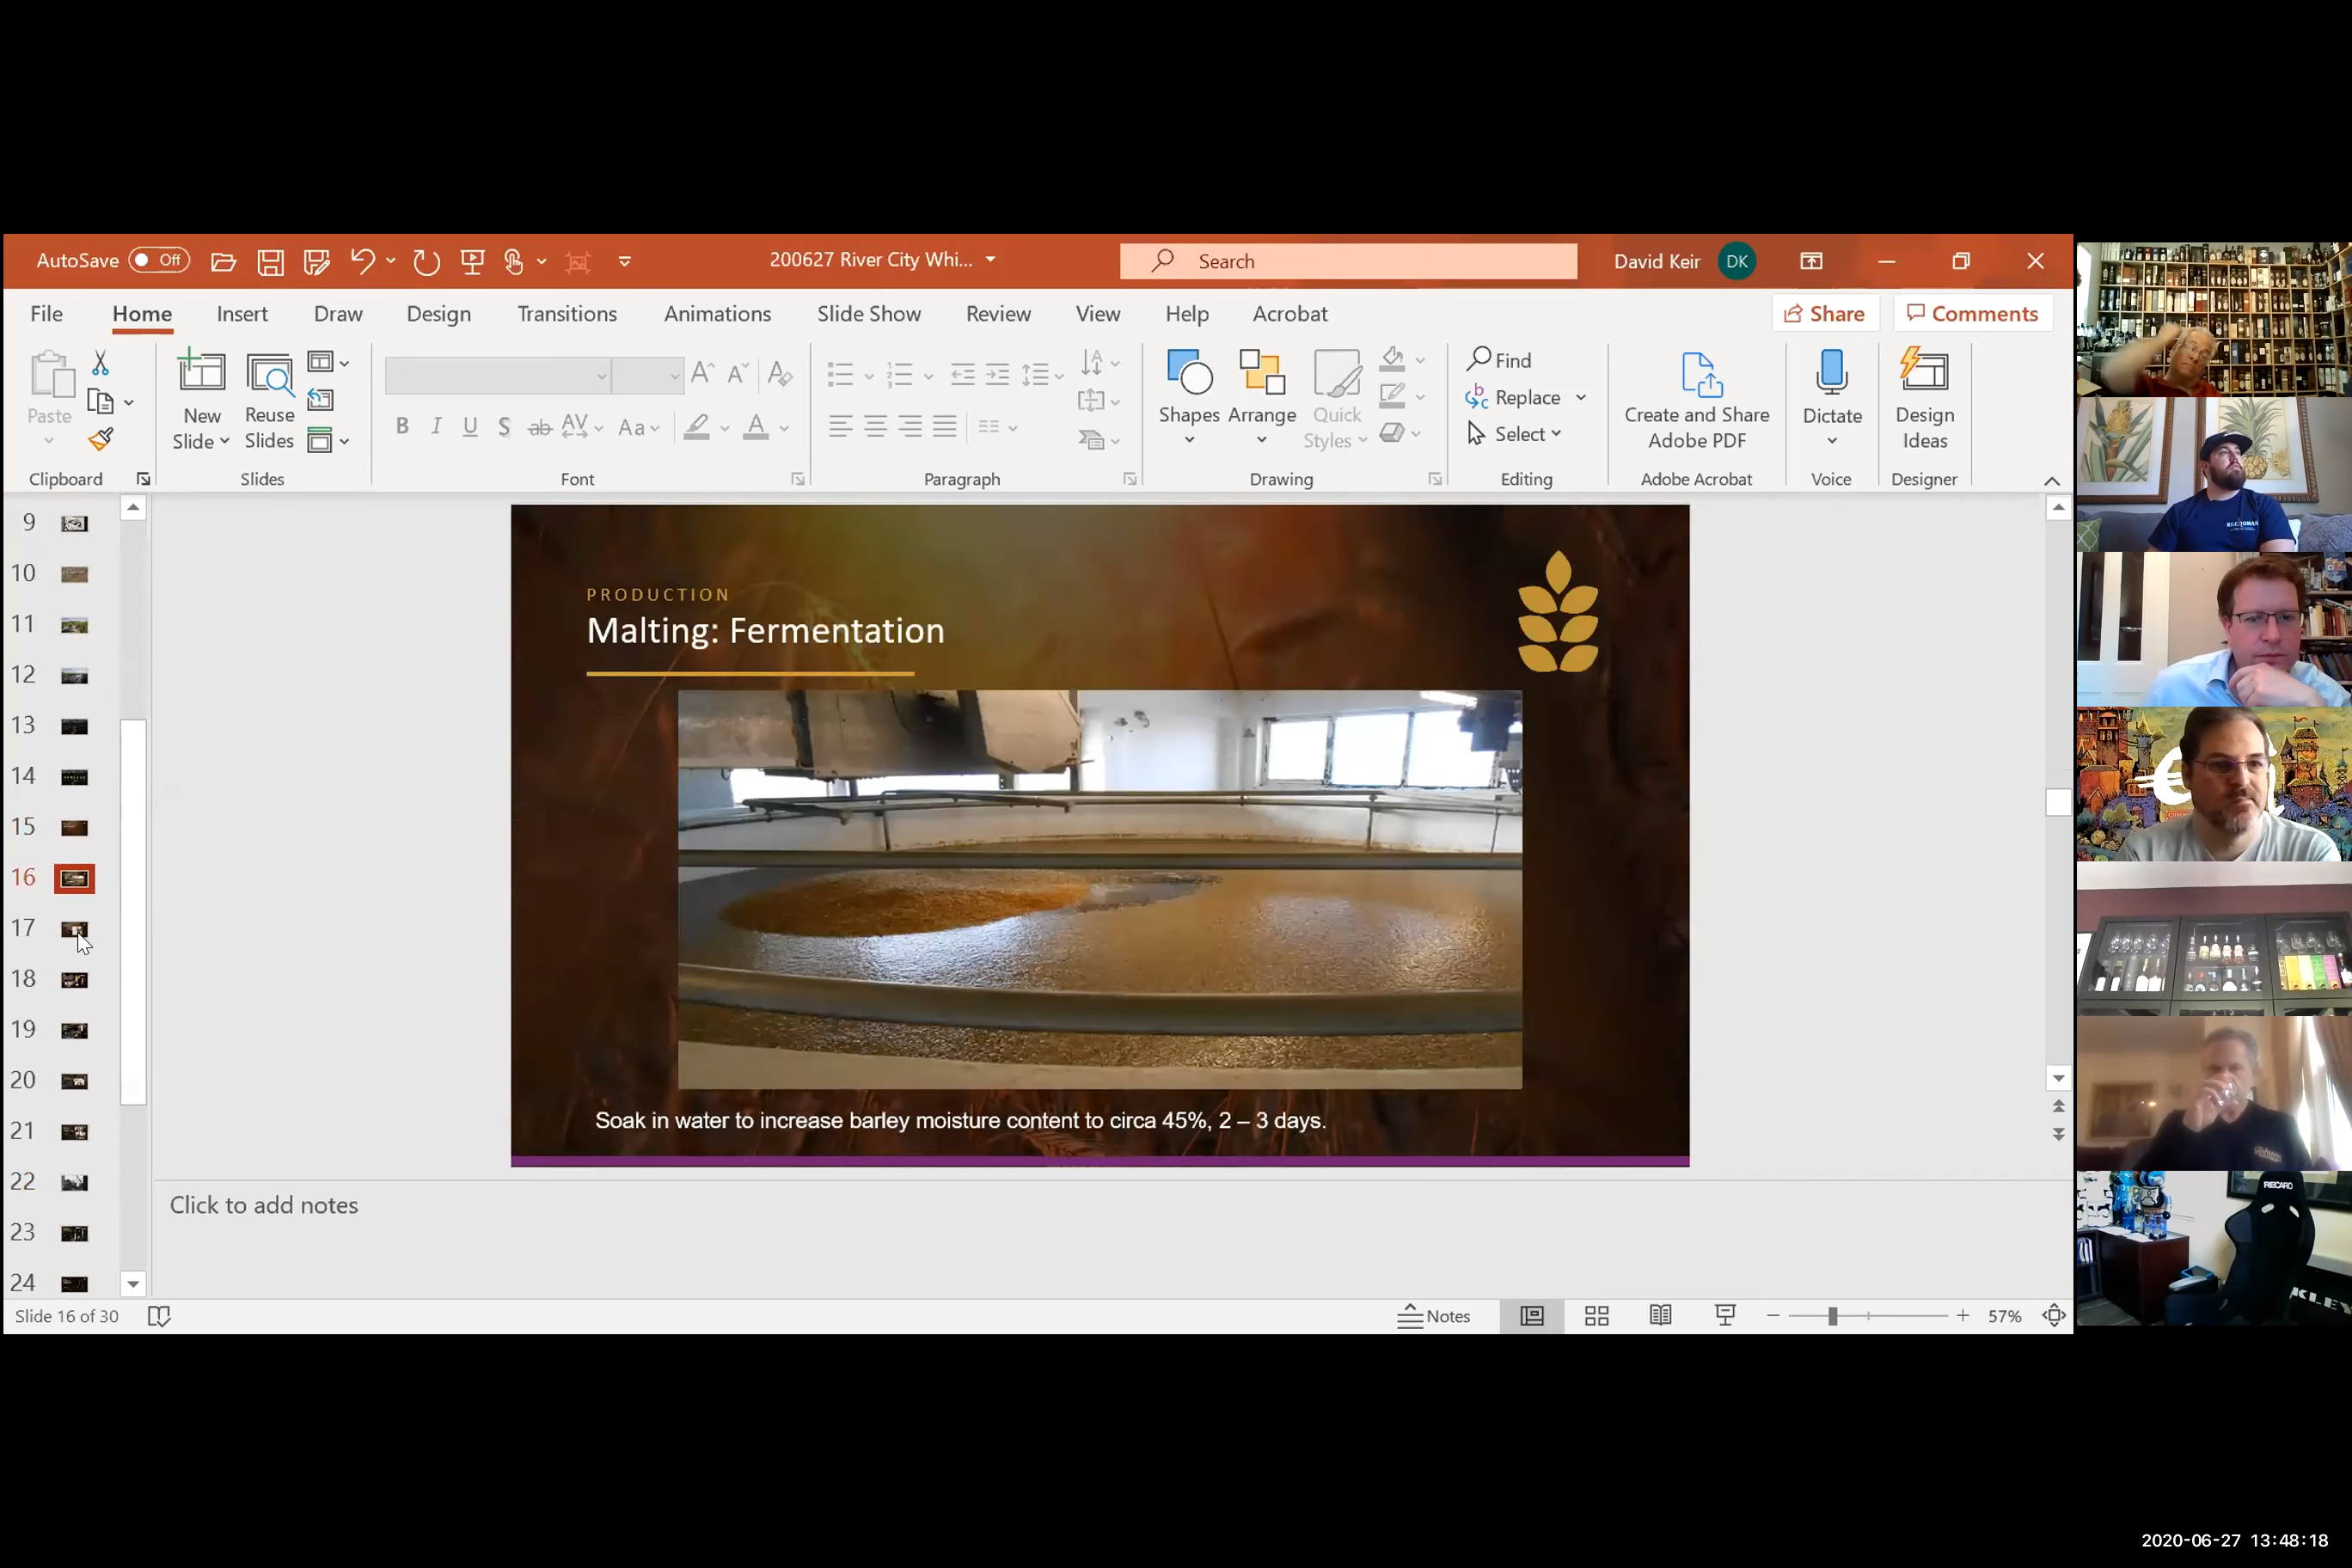 AutoSave Off 200627 River City Whi... Search David Keir DK
File Home Insert Draw Design Transitions Animations Slide Show Review View Help Acrobat Share Comments
Paste
New Slide
Reuse Slides
B I U S ab AV Aa A
Shapes Arrange Quick Styles
Find
Replace
Select
Create and Share Adobe PDF
Dictate
Design Ideas
Clipboard Slides Font Paragraph Drawing Editing Adobe Acrobat Voice Designer
9
10
11
12
13
14
15
16
17
18
19
20
21
22
23
24
PRODUCTION
Malting: Fermentation
Soak in water to increase barley moisture content to circa 45%, 2 – 3 days.
Click to add notes
Slide 16 of 30 Notes 57%
RECARO
2020-06-27 13:48:18